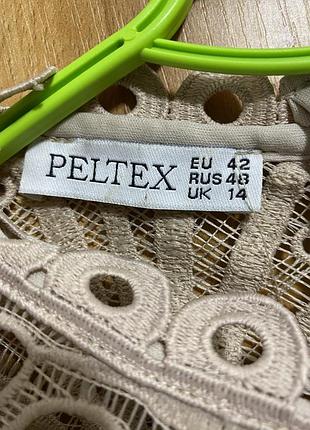 PELTEX
EU 42
RUS 48
UK 14